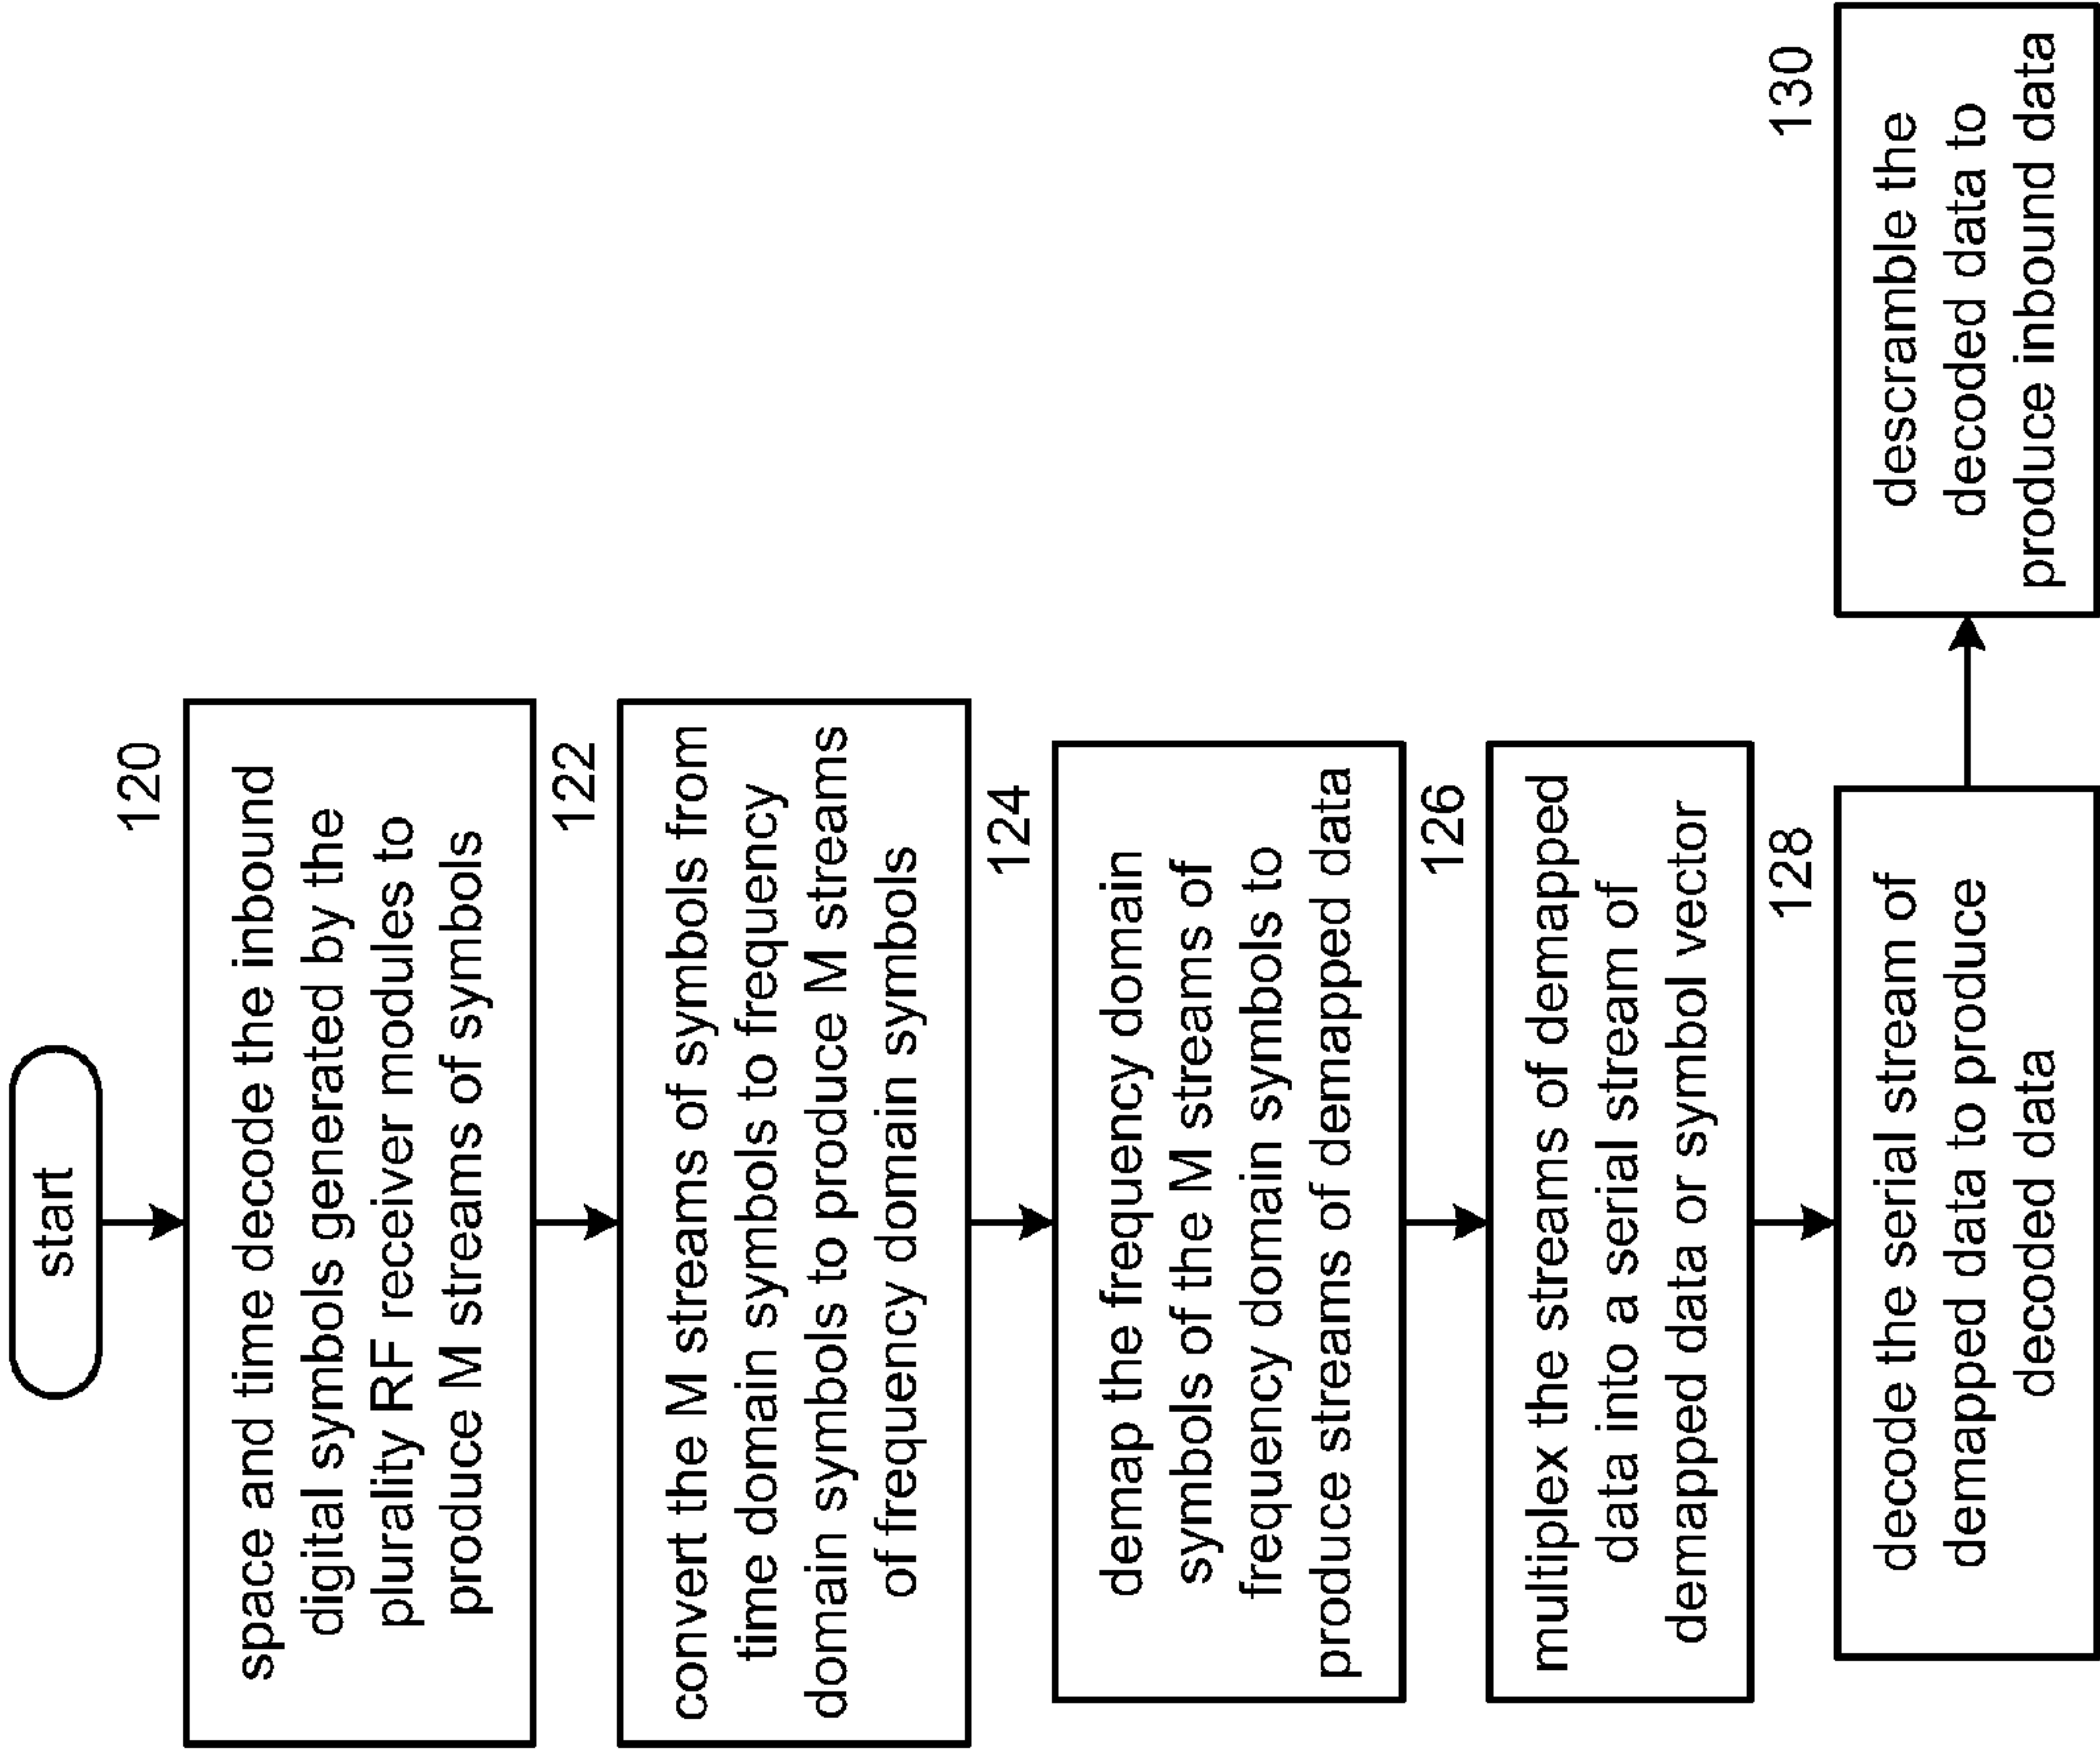 start
120
space and time decode the inbound
digital symbols generated by the
plurality RF receiver modules to
produce M streams of symbols
122
convert the M streams of symbols from
time domain symbols to frequency
domain symbols to produce M streams
of frequency domain symbols
124
demap the frequency domain
symbols of the M streams of
frequency domain symbols to
produce streams of demapped data
126
multiplex the streams of demapped
data into a serial stream of
demapped data or symbol vector
128
decode the serial stream of
demapped data to produce
decoded data
130
descramble the
decoded data to
produce inbound data